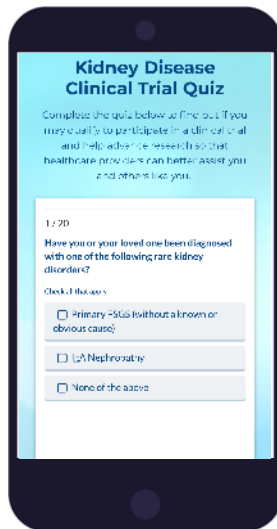 Kidney Disease
Clinical Trial Quiz
Complete the quiz below to find out if you
may qualify to participate in a clinical trial
and help advance research so that
healthcare providers can better assist you
and others like you.
1 / 20
Have you or your loved one been diagnosed
with one of the following rare kidney
disorders?
Check all that apply
Primary FSGS (without a known or
obvious cause)
IgA Nephropathy
None of the above